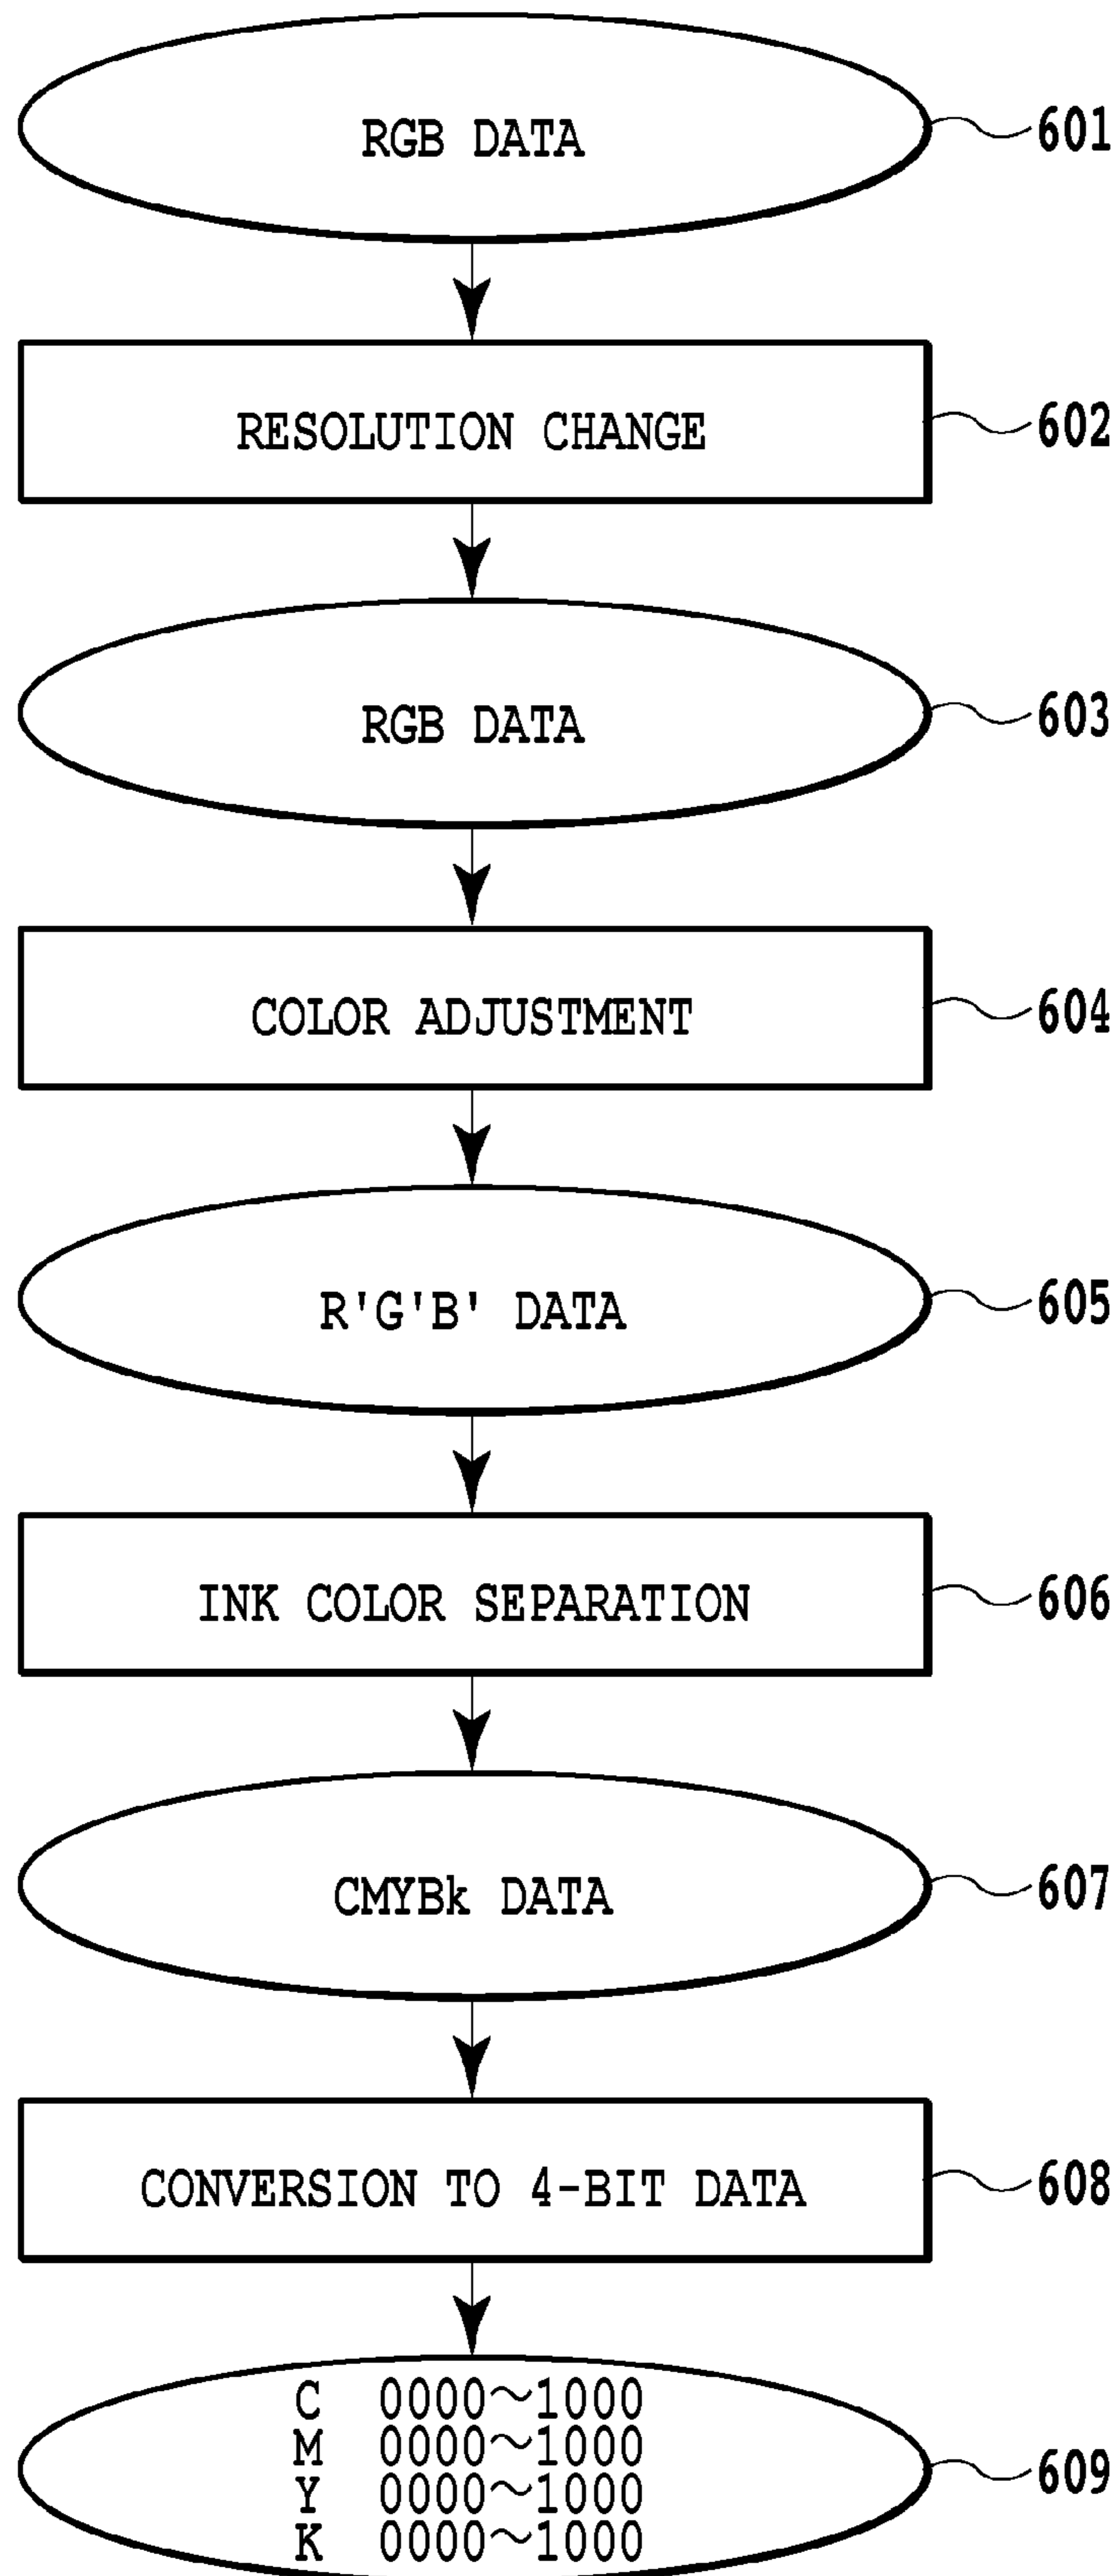 RGB DATA 601
RESOLUTION CHANGE 602
RGB DATA 603
COLOR ADJUSTMENT 604
R'G'B' DATA 605
INK COLOR SEPARATION 606
CMYBk DATA 607
CONVERSION TO 4-BIT DATA 608
C 0000~1000
M 0000~1000
Y 0000~1000
K 0000~1000
609